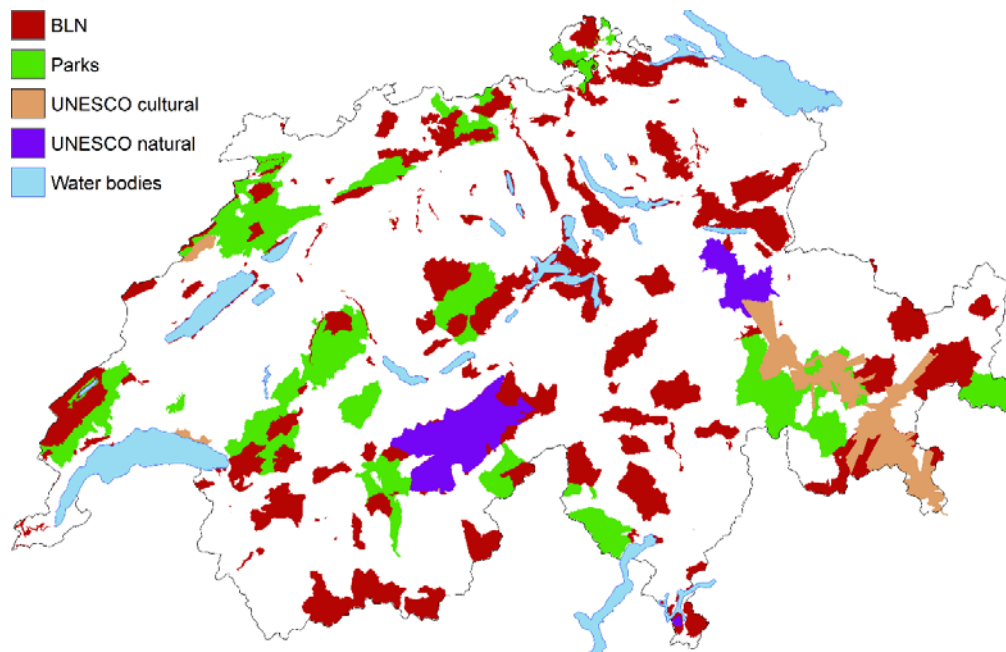 BLN
Parks
UNESCO cultural
UNESCO natural
Water bodies